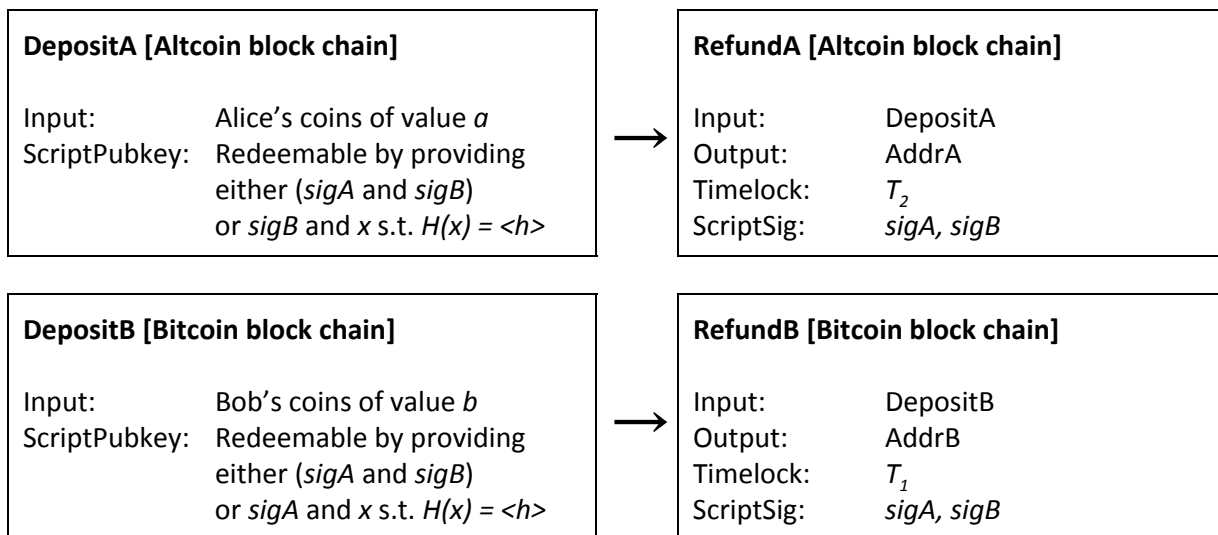 DepositA [Altcoin block chain]
Input: Alice’s coins of value a
ScriptPubkey: Redeemable by providing
either (sigA and sigB)
or sigB and x s.t. H(x) = <h>
RefundA [Altcoin block chain]
Input: DepositA
Output: AddrA
Timelock: T₂
ScriptSig: sigA, sigB
DepositB [Bitcoin block chain]
Input: Bob’s coins of value b
ScriptPubkey: Redeemable by providing
either (sigA and sigB)
or sigA and x s.t. H(x) = <h>
RefundB [Bitcoin block chain]
Input: DepositB
Output: AddrB
Timelock: T₁
ScriptSig: sigA, sigB